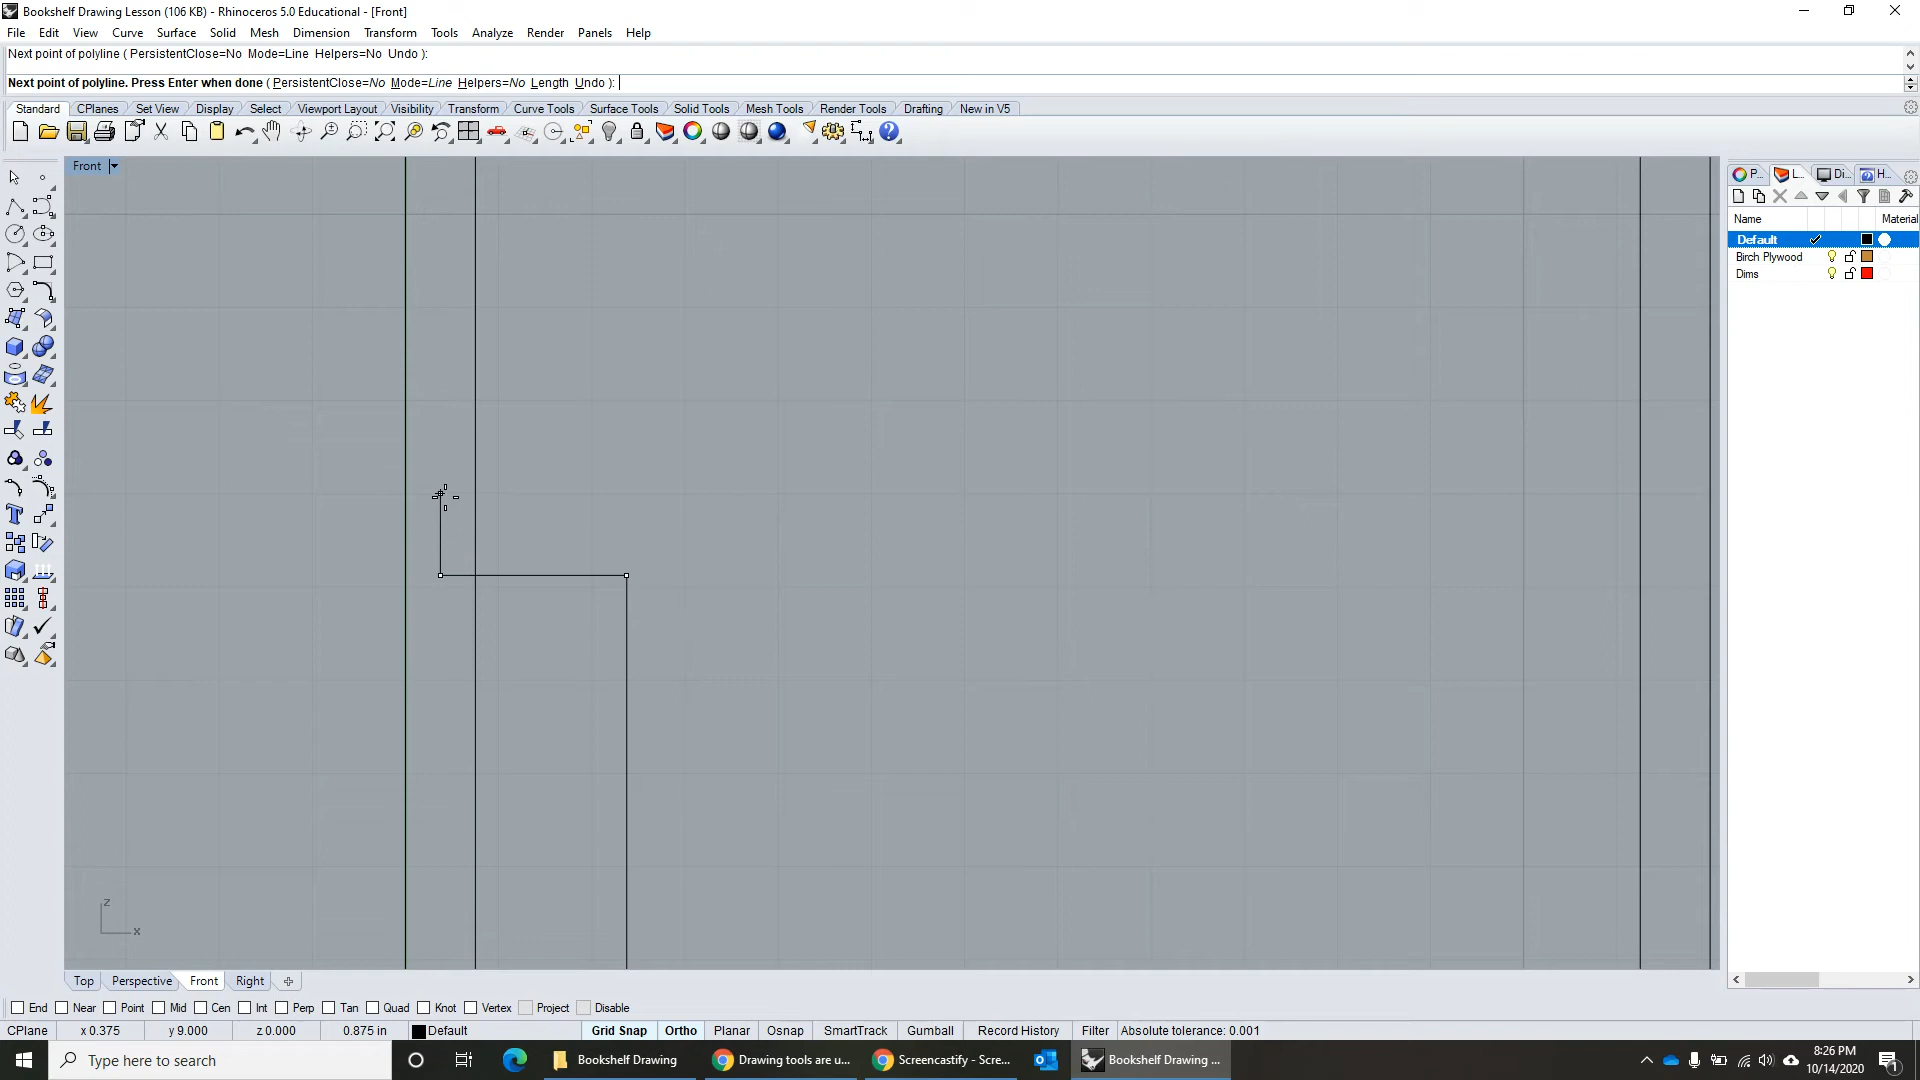 Bookshelf Drawing Lesson (106 KB) - Rhinoceros 5.0 Educational - [Front]
File Edit View Curve Surface Solid Mesh Dimension Transform Tools Analyze Render Panels Help
Next point of polyline ( PersistentClose=No Mode=Line Helpers=No Undo ):
Next point of polyline. Press Enter when done ( PersistentClose=No Mode=Line Helpers=No Length Undo ):
Standard CPlanes Set View Display Select Viewport Layout Visibility Transform Curve Tools Surface Tools Solid Tools Mesh Tools Render Tools Drafting New in V5
Front
P... L... Di... H...
Name Material
Default
Birch Plywood
Dims
z
x
Top Perspective Front Right
End Near Point Mid Cen Int Perp Tan Quad Knot Vertex Project Disable
CPlane x 0.375 y 9.000 z 0.000 0.875 in Default Grid Snap Ortho Planar Osnap SmartTrack Gumball Record History Filter Absolute tolerance: 0.001
Type here to search Bookshelf Drawing Drawing tools are u... Screencastify - Scre... Bookshelf Drawing ... 8:26 PM
10/14/2020 1